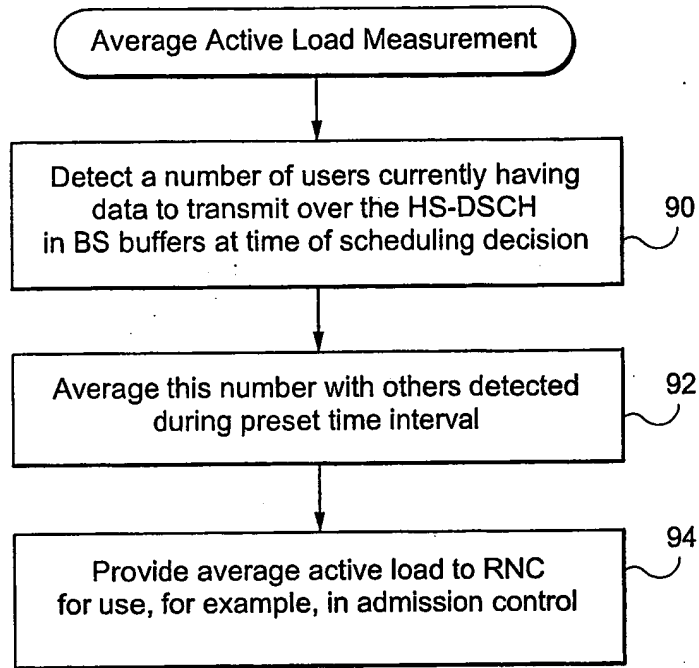 Average Active Load Measurement
Detect a number of users currently having
data to transmit over the HS-DSCH
in BS buffers at time of scheduling decision
90
Average this number with others detected
during preset time interval
92
Provide average active load to RNC
for use, for example, in admission control
94